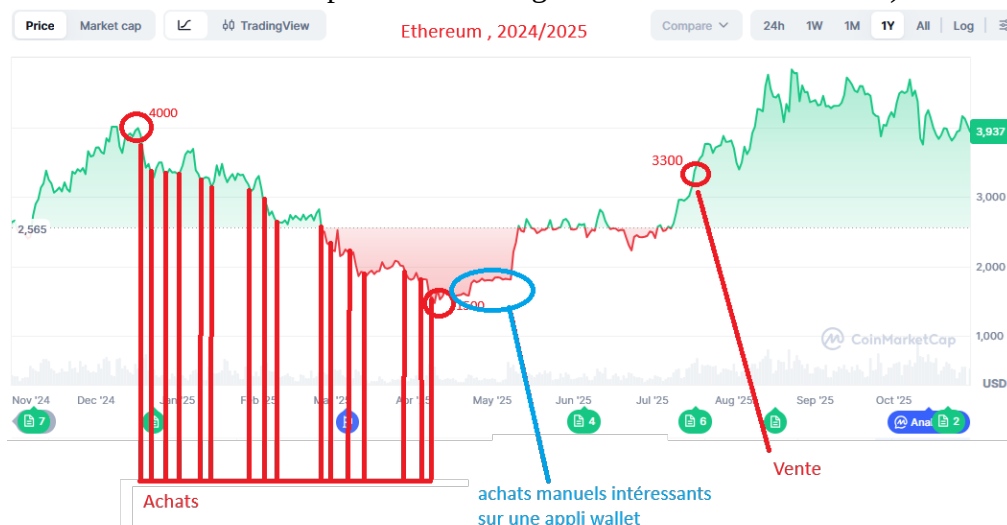 Price Market cap TradingView Ethereum , 2024/2025 Compare 24h 1W 1M 1Y All Log
4000
3,937
3300
3,000
2,565
2,000
1500
1,000
CoinMarketCap
USD
Nov '24 Dec '24 Jan '25 Feb '25 Mar '25 Apr '25 May '25 Jun '25 Jul '25 Aug '25 Sep '25 Oct '25
7 4 6 Anal 2
Vente
Achats
achats manuels intéressants
sur une appli wallet